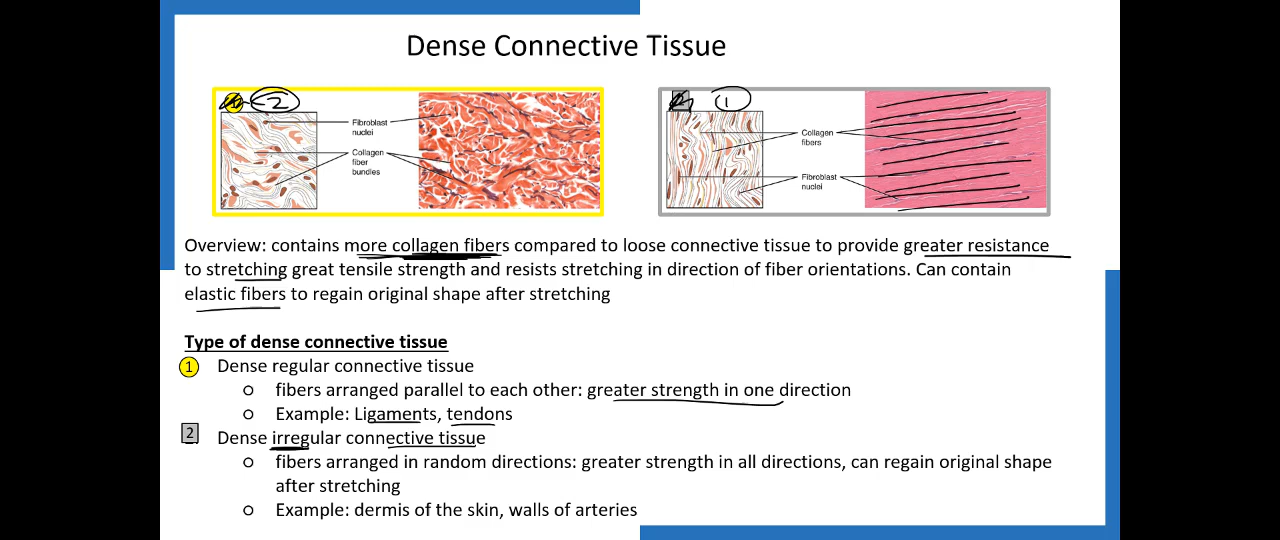 Dense Connective Tissue
2
Fibroblast
nuclei
Collagen
fiber
bundles
1
Collagen
fibers
Fibroblast
nuclei
Overview: contains more collagen fibers compared to loose connective tissue to provide greater resistance
to stretching great tensile strength and resists stretching in direction of fiber orientations. Can contain
elastic fibers to regain original shape after stretching
Type of dense connective tissue
1 Dense regular connective tissue
o fibers arranged parallel to each other: greater strength in one direction
o Example: Ligaments, tendons
2 Dense irregular connective tissue
o fibers arranged in random directions: greater strength in all directions, can regain original shape
after stretching
o Example: dermis of the skin, walls of arteries